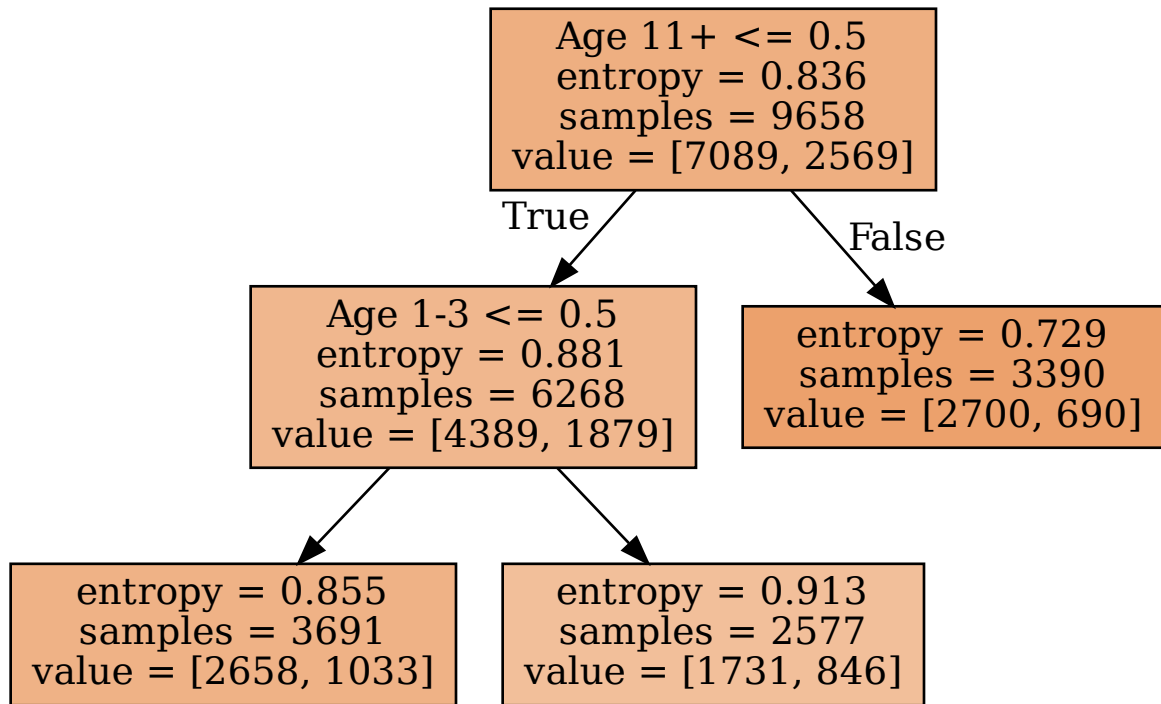 Age 11+ <= 0.5
entropy = 0.836
samples = 9658
value = [7089, 2569]
True
False
Age 1-3 <= 0.5
entropy = 0.881
samples = 6268
value = [4389, 1879]
entropy = 0.729
samples = 3390
value = [2700, 690]
entropy = 0.855
samples = 3691
value = [2658, 1033]
entropy = 0.913
samples = 2577
value = [1731, 846]